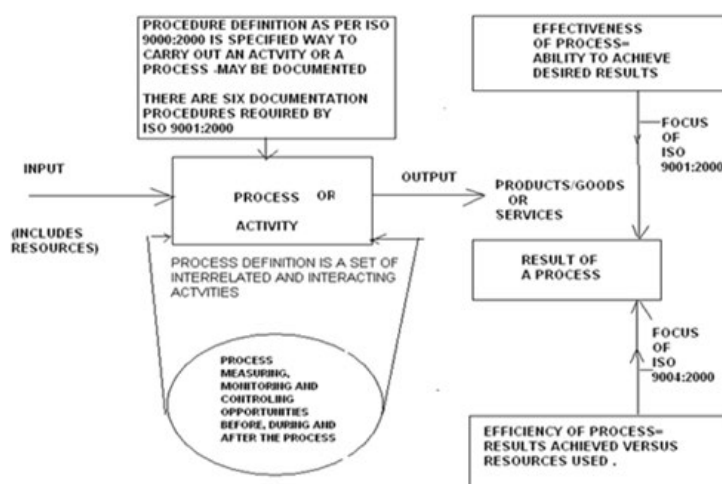 PROCEDURE DEFINITION AS PER ISO
9000:2000 IS SPECIFIED WAY TO
CARRY OUT AN ACTVITY OR A
PROCESS -MAY BE DOCUMENTED
THERE ARE SIX DOCUMENTATION
PROCEDURES REQUIRED BY
ISO 9001:2000
EFFECTIVENESS
OF PROCESS=
ABILITY TO ACHIEVE
DESIRED RESULTS
FOCUS
OF
ISO
9001:2000
INPUT
(INCLUDES
RESOURCES)
PROCESS OR
ACTIVITY
OUTPUT
PRODUCTS/GOODS
OR
SERVICES
PROCESS DEFINITION IS A SET OF
INTERRELATED AND INTERACTING
ACTVITIES
RESULT OF
A PROCESS
FOCUS
OF
ISO
9004:2000
PROCESS
MEASURING,
MONITORING AND
CONTROLING
OPPORTUNITIES
BEFORE, DURING AND
AFTER THE PROCESS
EFFICIENCY OF PROCESS=
RESULTS ACHIEVED VERSUS
RESOURCES USED .